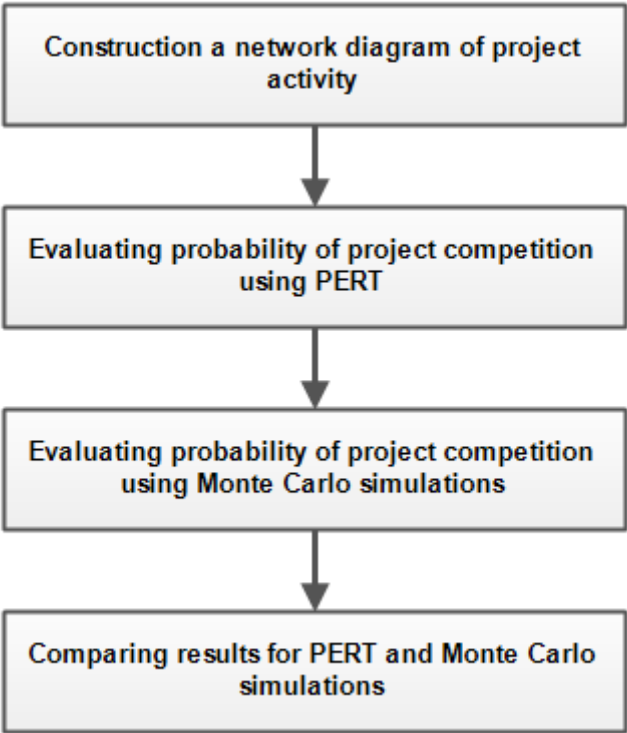 Construction a network diagram of project
activity
Evaluating probability of project competition
using PERT
Evaluating probability of project competition
using Monte Carlo simulations
Comparing results for PERT and Monte Carlo
simulations